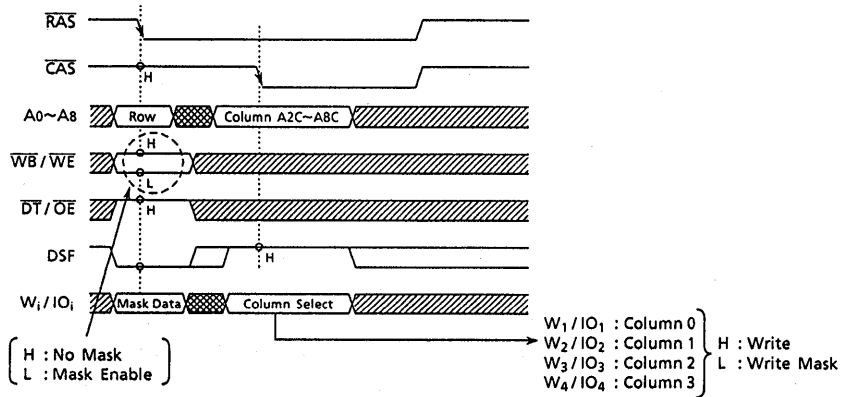 RAS
CAS
H
A0~A8
Row
Column A2C~A8C
WB / WE
H
L
DT / OE
H
DSF
H
Wi / IOi
Mask Data
Column Select
H : No Mask
L : Mask Enable
W1 / IO1 : Column 0
W2 / IO2 : Column 1
W3 / IO3 : Column 2
W4 / IO4 : Column 3
H : Write
L : Write Mask